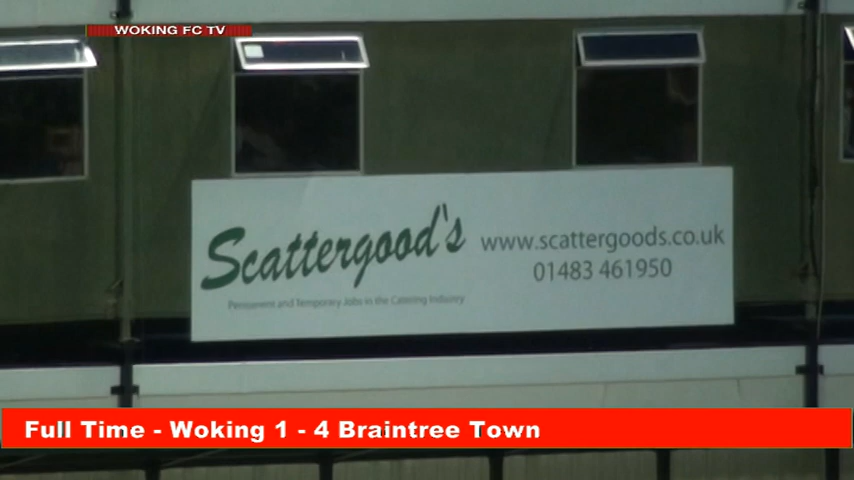 WOKING FC TV
Scattergood's
www.scattergoods.co.uk
01483 461950
Permanent and Temporary Jobs in the Catering Industry
Full Time - Woking 1 - 4 Braintree Town